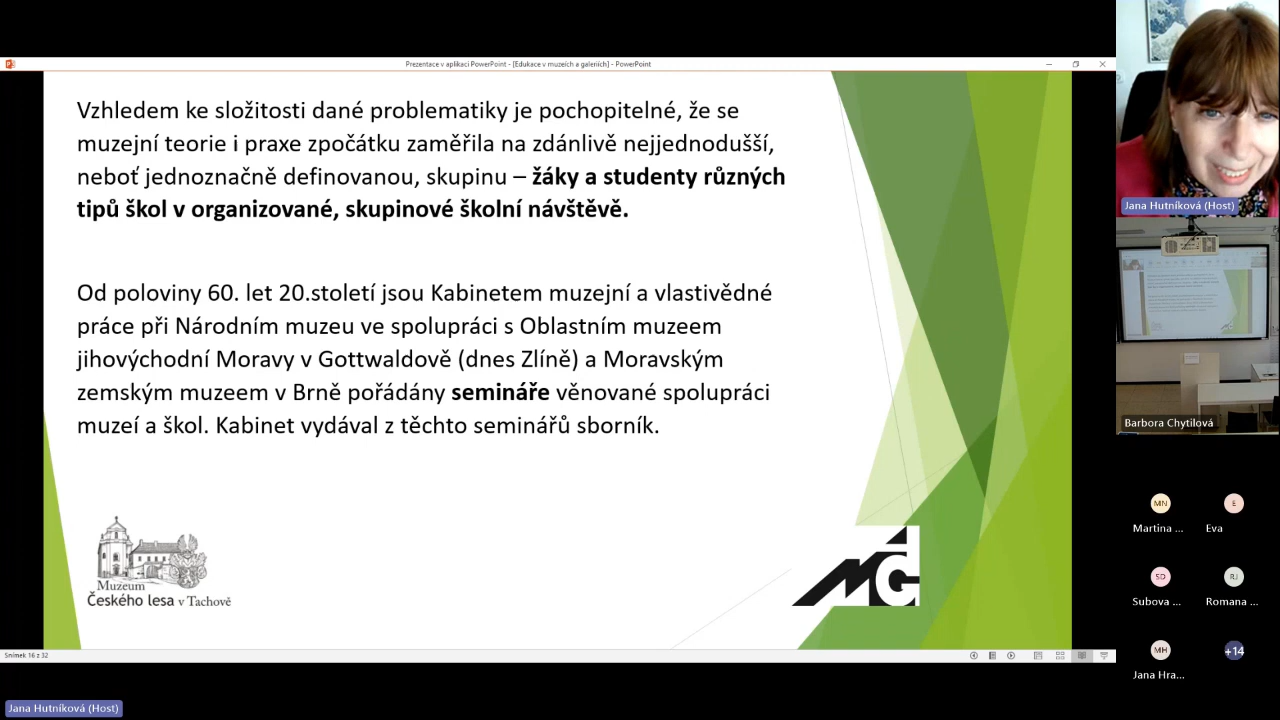 Prezentace v aplikaci PowerPoint - [Edukace v muzeích a galeriích] - PowerPoint
Vzhledem ke složitosti dané problematiky je pochopitelné, že se
muzejní teorie i praxe zpočátku zaměřila na zdánlivě nejjednodušší,
neboť jednoznačně definovanou, skupinu – žáky a studenty různých
tipů škol v organizované, skupinové školní návštěvě.
Od poloviny 60. let 20.století jsou Kabinetem muzejní a vlastivědné
práce při Národním muzeu ve spolupráci s Oblastním muzeem
jihovýchodní Moravy v Gottwaldově (dnes Zlíně) a Moravským
zemským muzeem v Brně pořádány semináře věnované spolupráci
muzeí a škol. Kabinet vydával z těchto seminářů sborník.
Muzeum
Českého lesa v Tachově
MG
Snímek 16 z 32
Jana Hutníková (Host)
Jana Hutníková (Host)
Barbora Chytilová
MN
E
Martina ...
Eva
SD
RJ
Subova ...
Romana ...
MH
+14
Jana Hra...